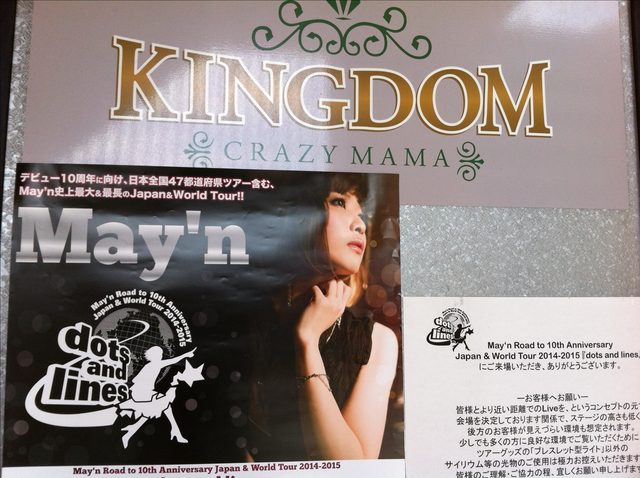 KINGDOM
CRAZY MAMA
デビュー10周年に向け、日本全国47都道府県ツアー含む、
May'n史上最大&最長のJapan&World Tour!!
May'n
May'n Road to 10th Anniversary
Japan & World Tour 2014-2015
dots
and
lines
May'n Road to 10th Anniversary Japan & World Tour 2014-2015
May'n Road to 10th Anniversary
Japan & World Tour 2014-2015『dots and lines』
にご来場いただき、ありがとうございます。
―お客様へお願い―
皆様とより近い距離でのLiveを、というコンセプトの元
会場を決定しております関係で、ステージの高さも低く
後方のお客様が見えづらい環境も想定されます。
少しでも多くの方に良好な環境でご覧いただくために
ツアーグッズの「ブレスレット型ライト」以外の
サイリウム等の光物のご使用は極力お控えいただきます
皆様のご理解・ご協力の程、宜しくお願い申し上げます